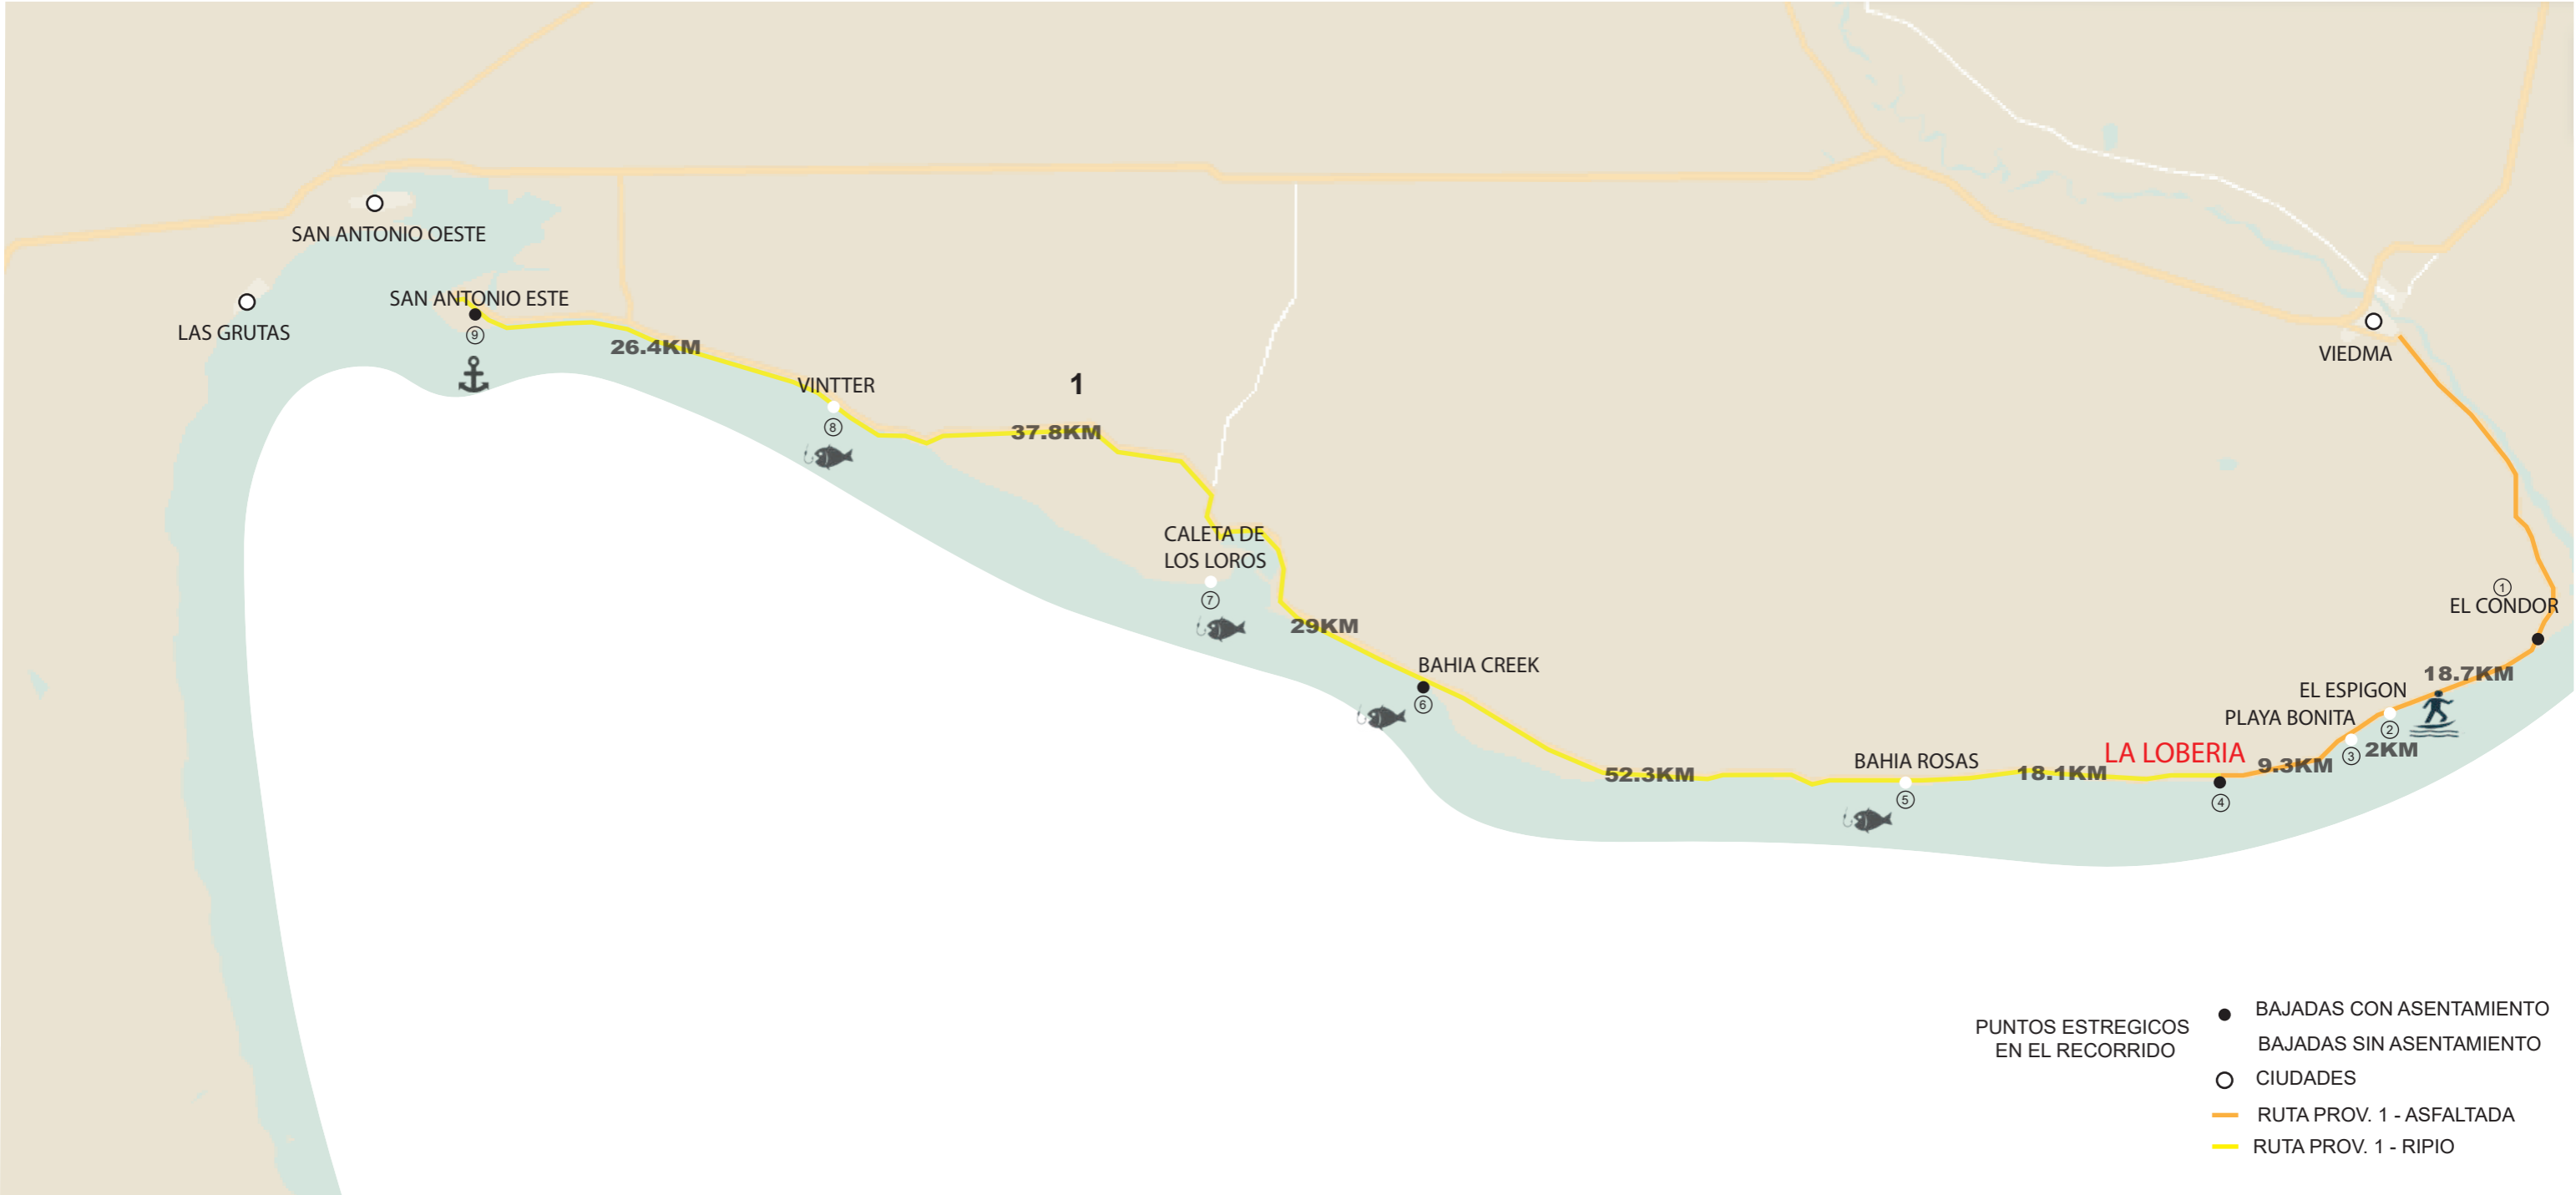 SAN ANTONIO OESTE
LAS GRUTAS
SAN ANTONIO ESTE
9
26.4KM
VINTTER
8
1
37.8KM
CALETA DE
LOS LOROS
7
29KM
BAHIA CREEK
6
52.3KM
BAHIA ROSAS
5
18.1KM
LA LOBERIA
4
9.3KM
PLAYA BONITA
3
2KM
EL ESPIGON
2
18.7KM
1
EL CONDOR
VIEDMA
PUNTOS ESTREGICOS
EN EL RECORRIDO
BAJADAS CON ASENTAMIENTO
BAJADAS SIN ASENTAMIENTO
CIUDADES
RUTA PROV. 1 - ASFALTADA
RUTA PROV. 1 - RIPIO